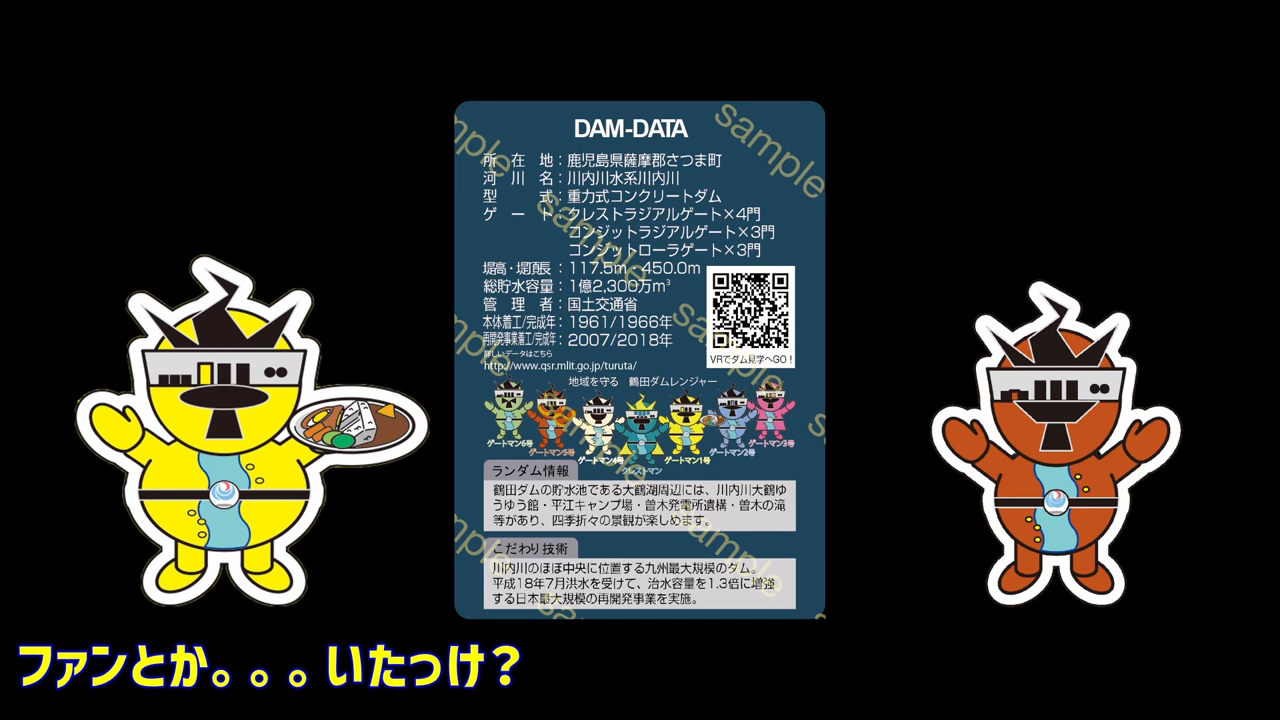 DAM-DATA
所在地：鹿児島県薩摩郡さつま町
河川名：川内川水系川内川
型式：重力式コンクリートダム
ゲート：クレストラジアルゲート×4門
コンジットラジアルゲート×3門
コンジットローラゲート×3門
堤高・堤頂長：117.5m 450.0m
総貯水容量：1億2,300万m³
管理者：国土交通省
本体着工/完成年：1961/1966年
再開発事業着工/完成年：2007/2018年
詳しいデータはこちら
http://www.qsr.mlit.go.jp/turuta/
VRでダム見学へGO！
地域を守る 鶴田ダムレンジャー
ゲートマン6号 ゲートマン5号 ゲートマン4号 クレストマン ゲートマン1号 ゲートマン2号 ゲートマン3号
ランダム情報
鶴田ダムの貯水池である大鶴湖周辺には、川内川大鶴ゆ
うゆう館・平江キャンプ場・曽木発電所遺構・曽木の滝
等があり、四季折々の景観が楽しめます。
こだわり技術
川内川のほぼ中央に位置する九州最大規模のダム。
平成18年7月洪水を受けて、治水容量を1.3倍に増強
する日本最大規模の再開発事業を実施。
sample
sample
sample
sample
sample
ファンとか。。。いたっけ？